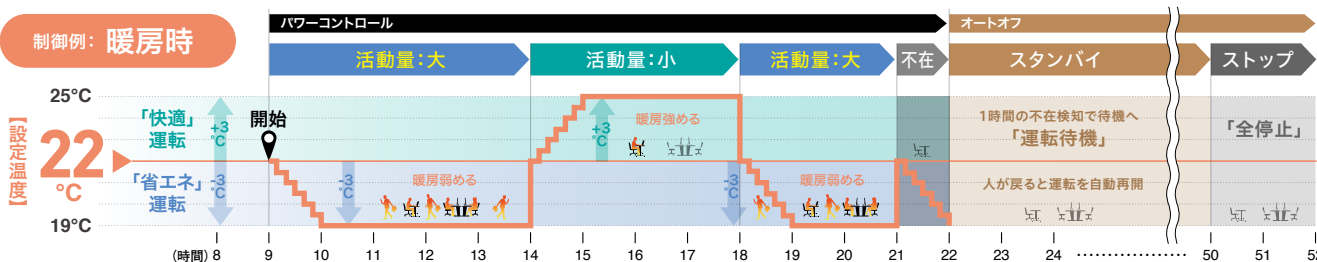 制御例：暖房時
パワーコントロール
オートオフ
活動量：大
活動量：小
活動量：大
不在
スタンバイ
ストップ
【設定温度】
22℃
25℃
19℃
「快適」
運転
+3
℃
「省エネ」
運転
-3
℃
開始
-3
℃
暖房弱める
+3
℃
暖房強める
-3
℃
暖房弱める
1時間の不在検知で待機へ
「運転待機」
人が戻ると運転を自動再開
「全停止」
（時間） 8 9 10 11 12 13 14 15 16 17 18 19 20 21 22 23 24 50 51 52